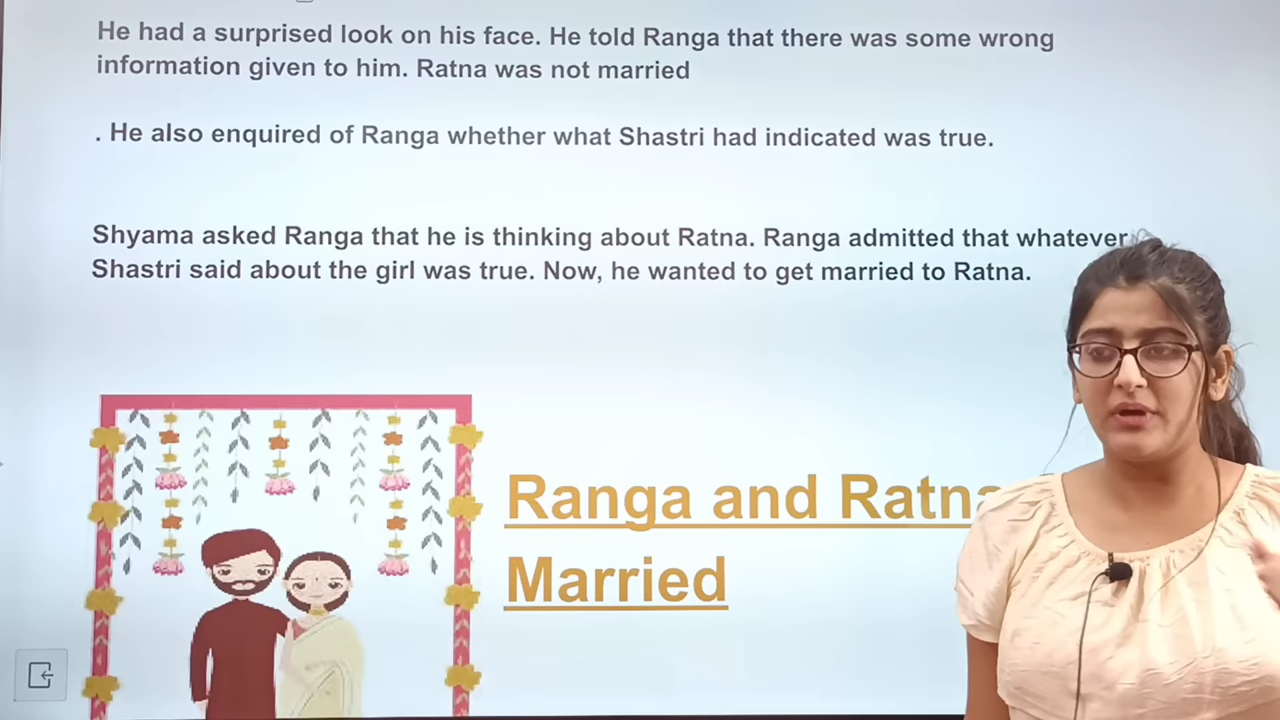 He had a surprised look on his face. He told Ranga that there was some wrong
information given to him. Ratna was not married
. He also enquired of Ranga whether what Shastri had indicated was true.
Shyama asked Ranga that he is thinking about Ratna. Ranga admitted that whatever
Shastri said about the girl was true. Now, he wanted to get married to Ratna.
Ranga and Ratna
Married